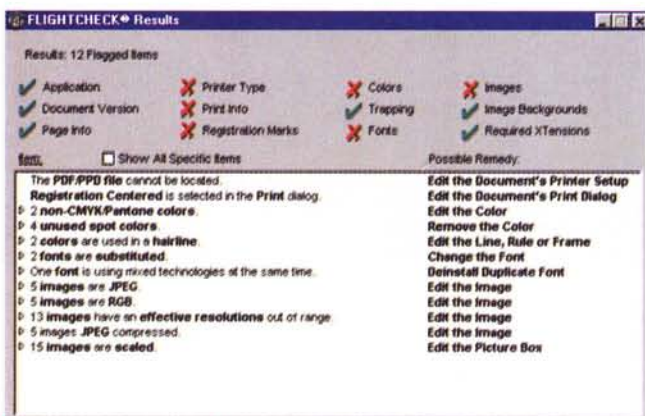 FLIGHTCHECK® Results
Results: 12 Flagged Items
Application
Printer Type
Colors
Images
Document Version
Print Info
Trapping
Image Backgrounds
Page Info
Registration Marks
Fonts
Required XTensions
Item:
Show All Specific Items
Possible Remedy:
The PDF/PPD file cannot be located. Edit the Document's Printer Setup
Registration Centered is selected in the Print dialog. Edit the Document's Print Dialog
2 non-CMYK/Pantone colors. Edit the Color
4 unused spot colors. Remove the Color
2 colors are used in a hairline. Edit the Line, Rule or Frame
2 fonts are substituted. Change the Font
One font is using mixed technologies at the same time. Deinstall Duplicate Font
5 images are JPEG. Edit the Image
5 images are RGB. Edit the Image
13 images have an effective resolutions out of range. Edit the Image
5 images JPEG compressed. Edit the Image
15 images are scaled. Edit the Picture Box